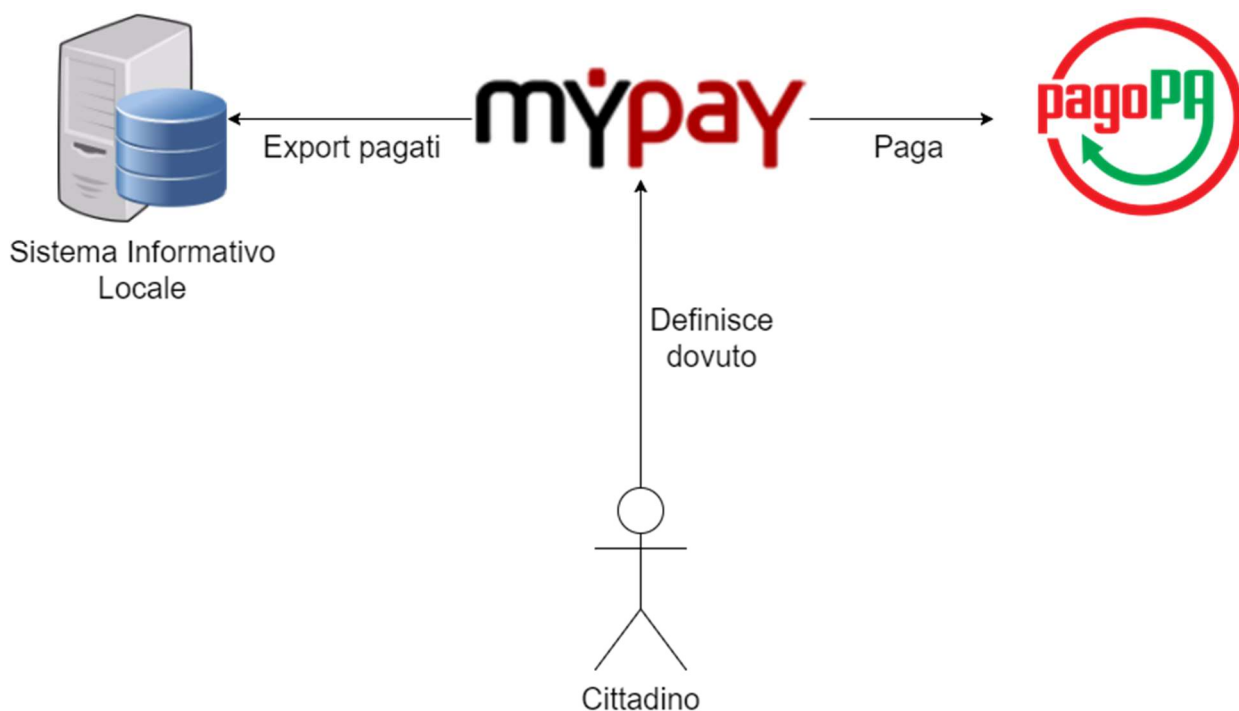 mypay
pagoPA
Export pagati
Paga
Sistema Informativo
Locale
Definisce
dovuto
Cittadino